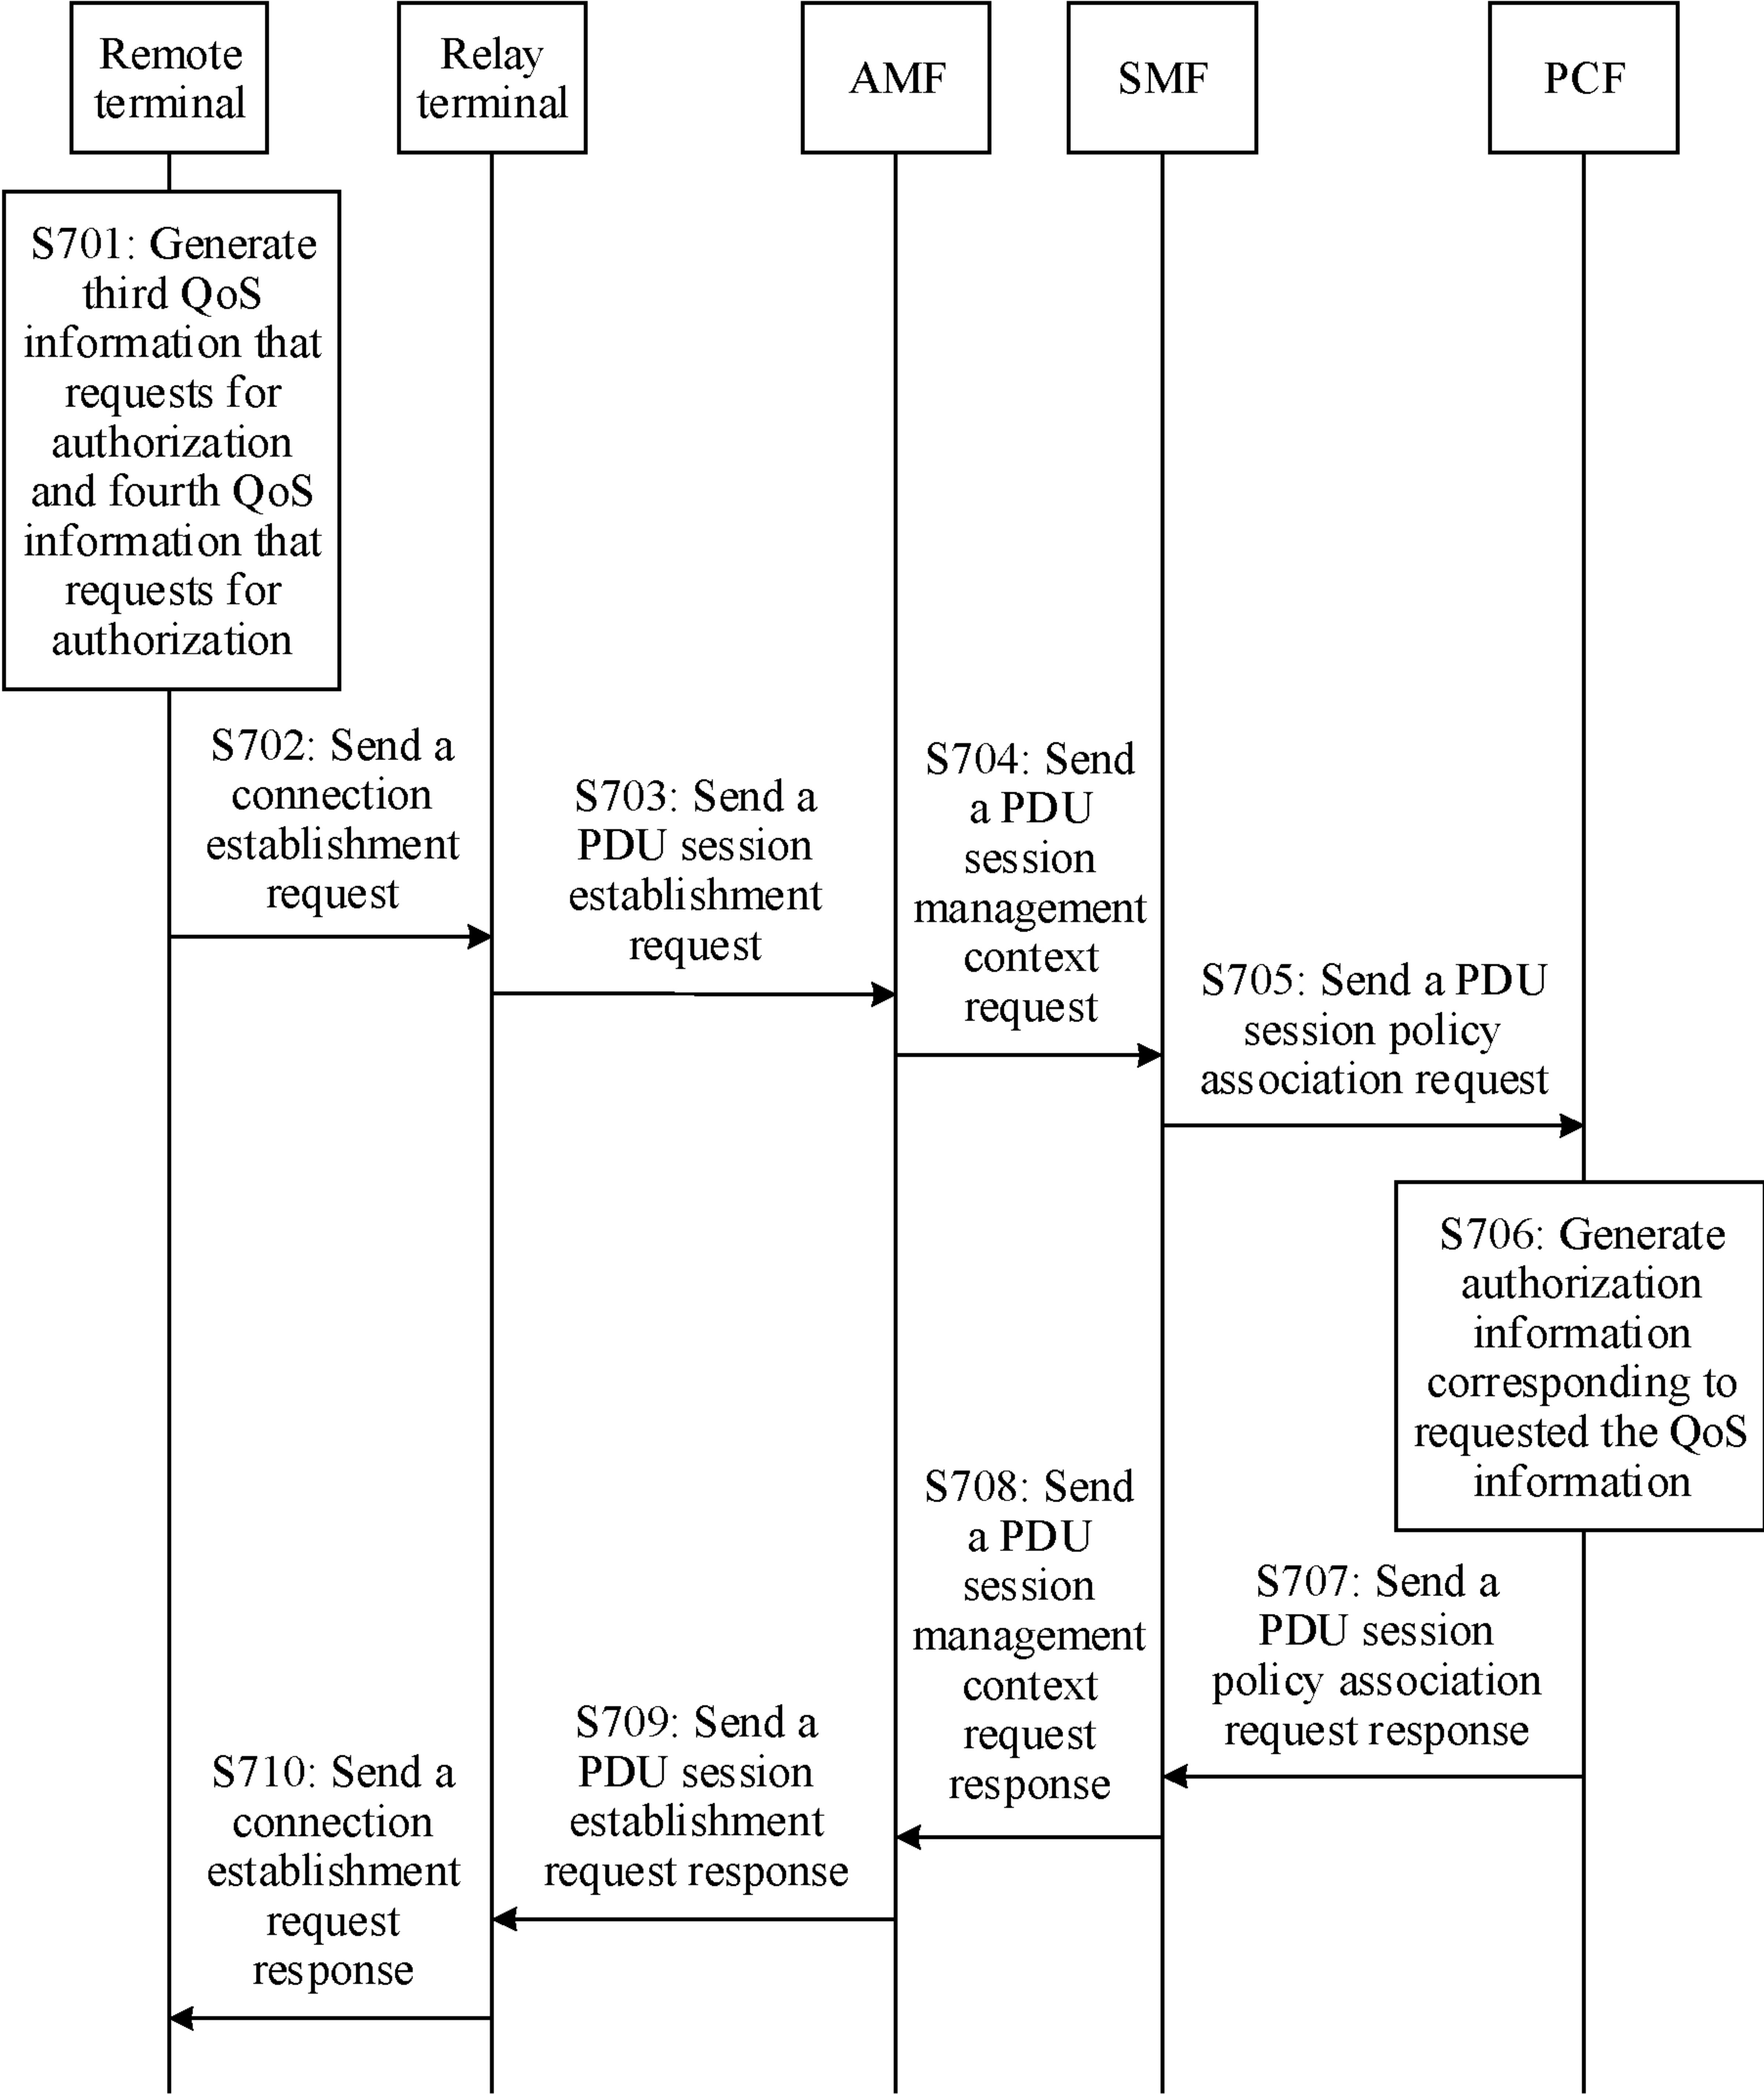 Remote
terminal
Relay
terminal
AMF
SMF
PCF
S701: Generate
third QoS
information that
requests for
authorization
and fourth QoS
information that
requests for
authorization
S702: Send a
connection
establishment
request
S703: Send a
PDU session
establishment
request
S704: Send
a PDU
session
management
context
request
S705: Send a PDU
session policy
association request
S706: Generate
authorization
information
corresponding to
requested the QoS
information
S707: Send a
PDU session
policy association
request response
S708: Send
a PDU
session
management
context
request
response
S709: Send a
PDU session
establishment
request response
S710: Send a
connection
establishment
request
response